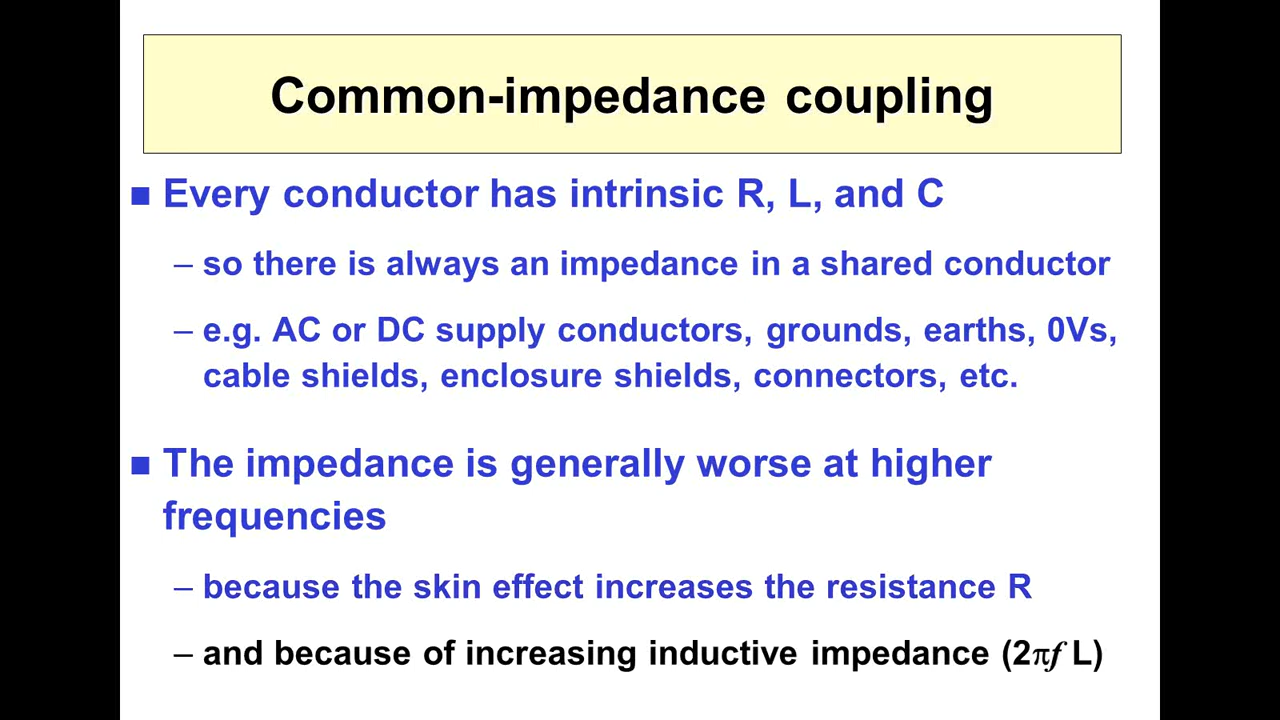 Common-impedance coupling
■ Every conductor has intrinsic R, L, and C
– so there is always an impedance in a shared conductor
– e.g. AC or DC supply conductors, grounds, earths, 0Vs,
cable shields, enclosure shields, connectors, etc.
■ The impedance is generally worse at higher
frequencies
– because the skin effect increases the resistance R
– and because of increasing inductive impedance (2πf L)